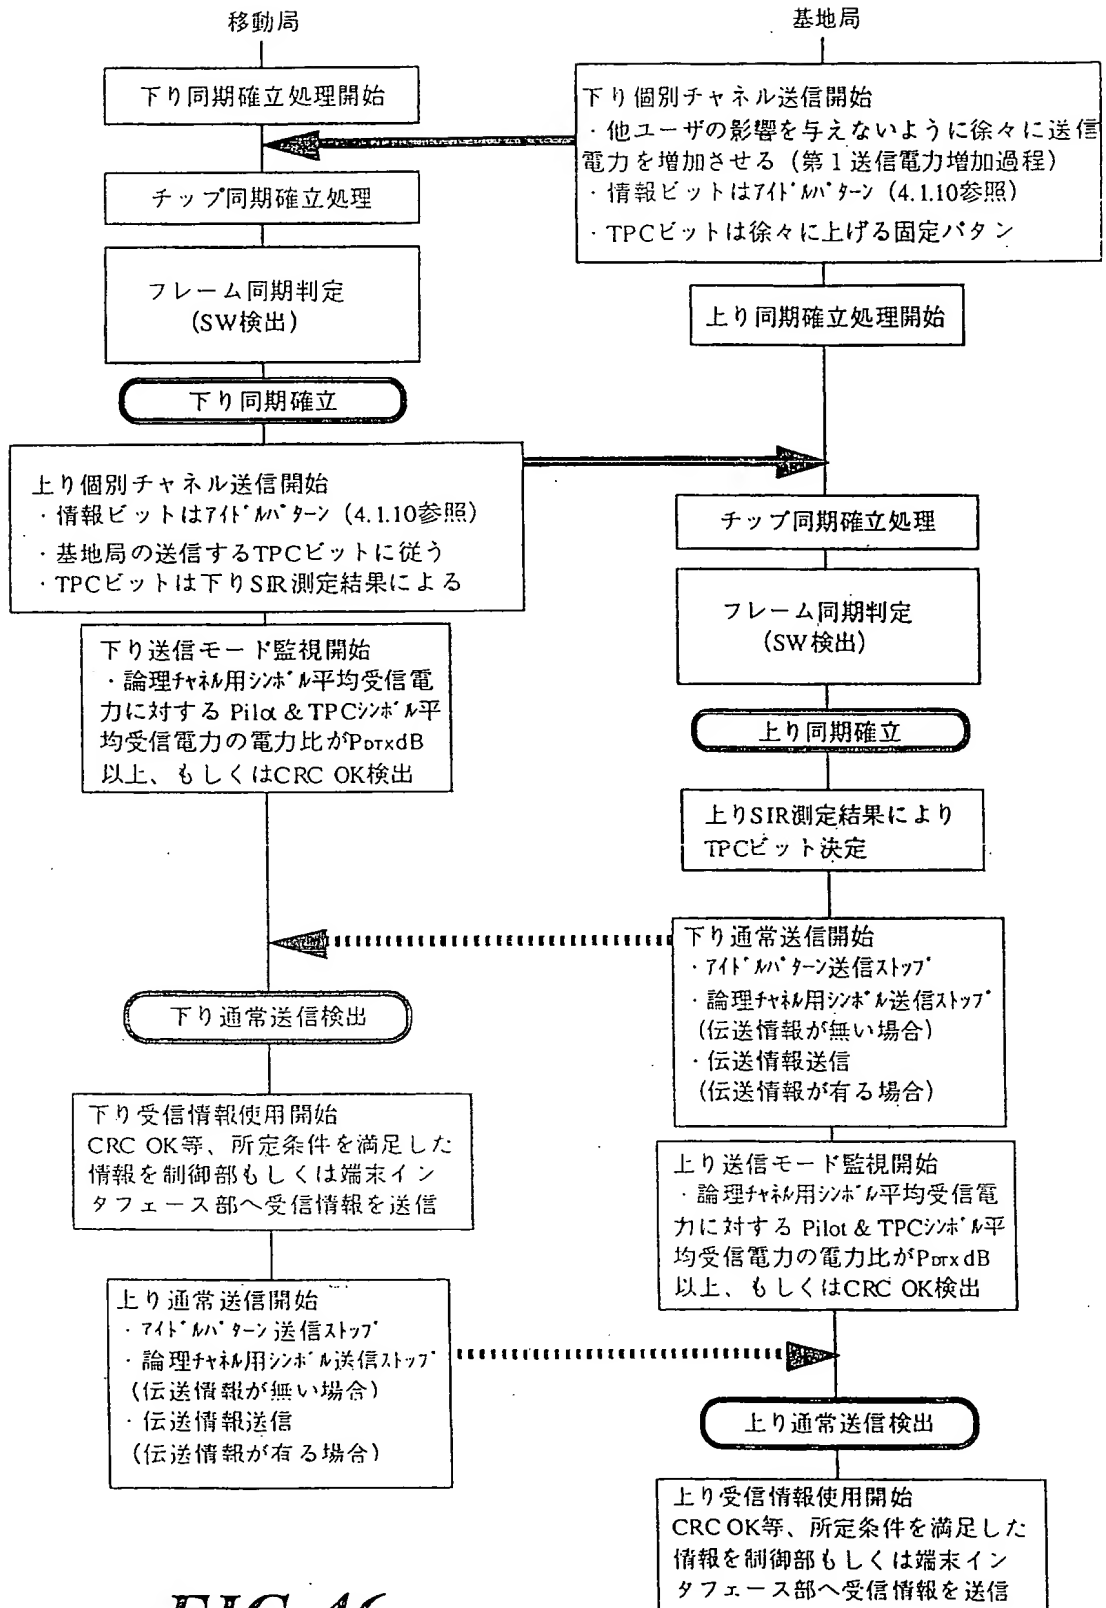 移動局
基地局
下り同期確立処理開始
下り個別チャネル送信開始
・他ユーザの影響を与えないように徐々に送信
電力を増加させる（第1送信電力増加過程）
・情報ビットはアイドルパターン（4.1.10参照）
・TPCビットは徐々に上げる固定パタン
チップ同期確立処理
フレーム同期判定
(SW検出)
上り同期確立処理開始
下り同期確立
上り個別チャネル送信開始
・情報ビットはアイドルパターン（4.1.10参照）
・基地局の送信するTPCビットに従う
・TPCビットは下りSIR測定結果による
チップ同期確立処理
フレーム同期判定
(SW検出)
下り送信モード監視開始
・論理チャネル用シンボル平均受信電
力に対する Pilot & TPCシンボル平
均受信電力の電力比がPDTXdB
以上、もしくはCRC OK検出
上り同期確立
上りSIR測定結果により
TPCビット決定
下り通常送信開始
・アイドルパターン送信ストップ
・論理チャネル用シンボル送信ストップ
（伝送情報が無い場合）
・伝送情報送信
（伝送情報が有る場合）
下り通常送信検出
下り受信情報使用開始
CRC OK等、所定条件を満足した
情報を制御部もしくは端末イン
タフェース部へ受信情報を送信
上り送信モード監視開始
・論理チャネル用シンボル平均受信電
力に対する Pilot & TPCシンボル平
均受信電力の電力比がPDTXdB
以上、もしくはCRC OK検出
上り通常送信開始
・アイドルパターン 送信ストップ
・論理チャネル用シンボル送信ストップ
（伝送情報が無い場合）
・伝送情報送信
（伝送情報が有る場合）
上り通常送信検出
上り受信情報使用開始
CRC OK等、所定条件を満足した
情報を制御部もしくは端末イン
タフェース部へ受信情報を送信
FIG.46